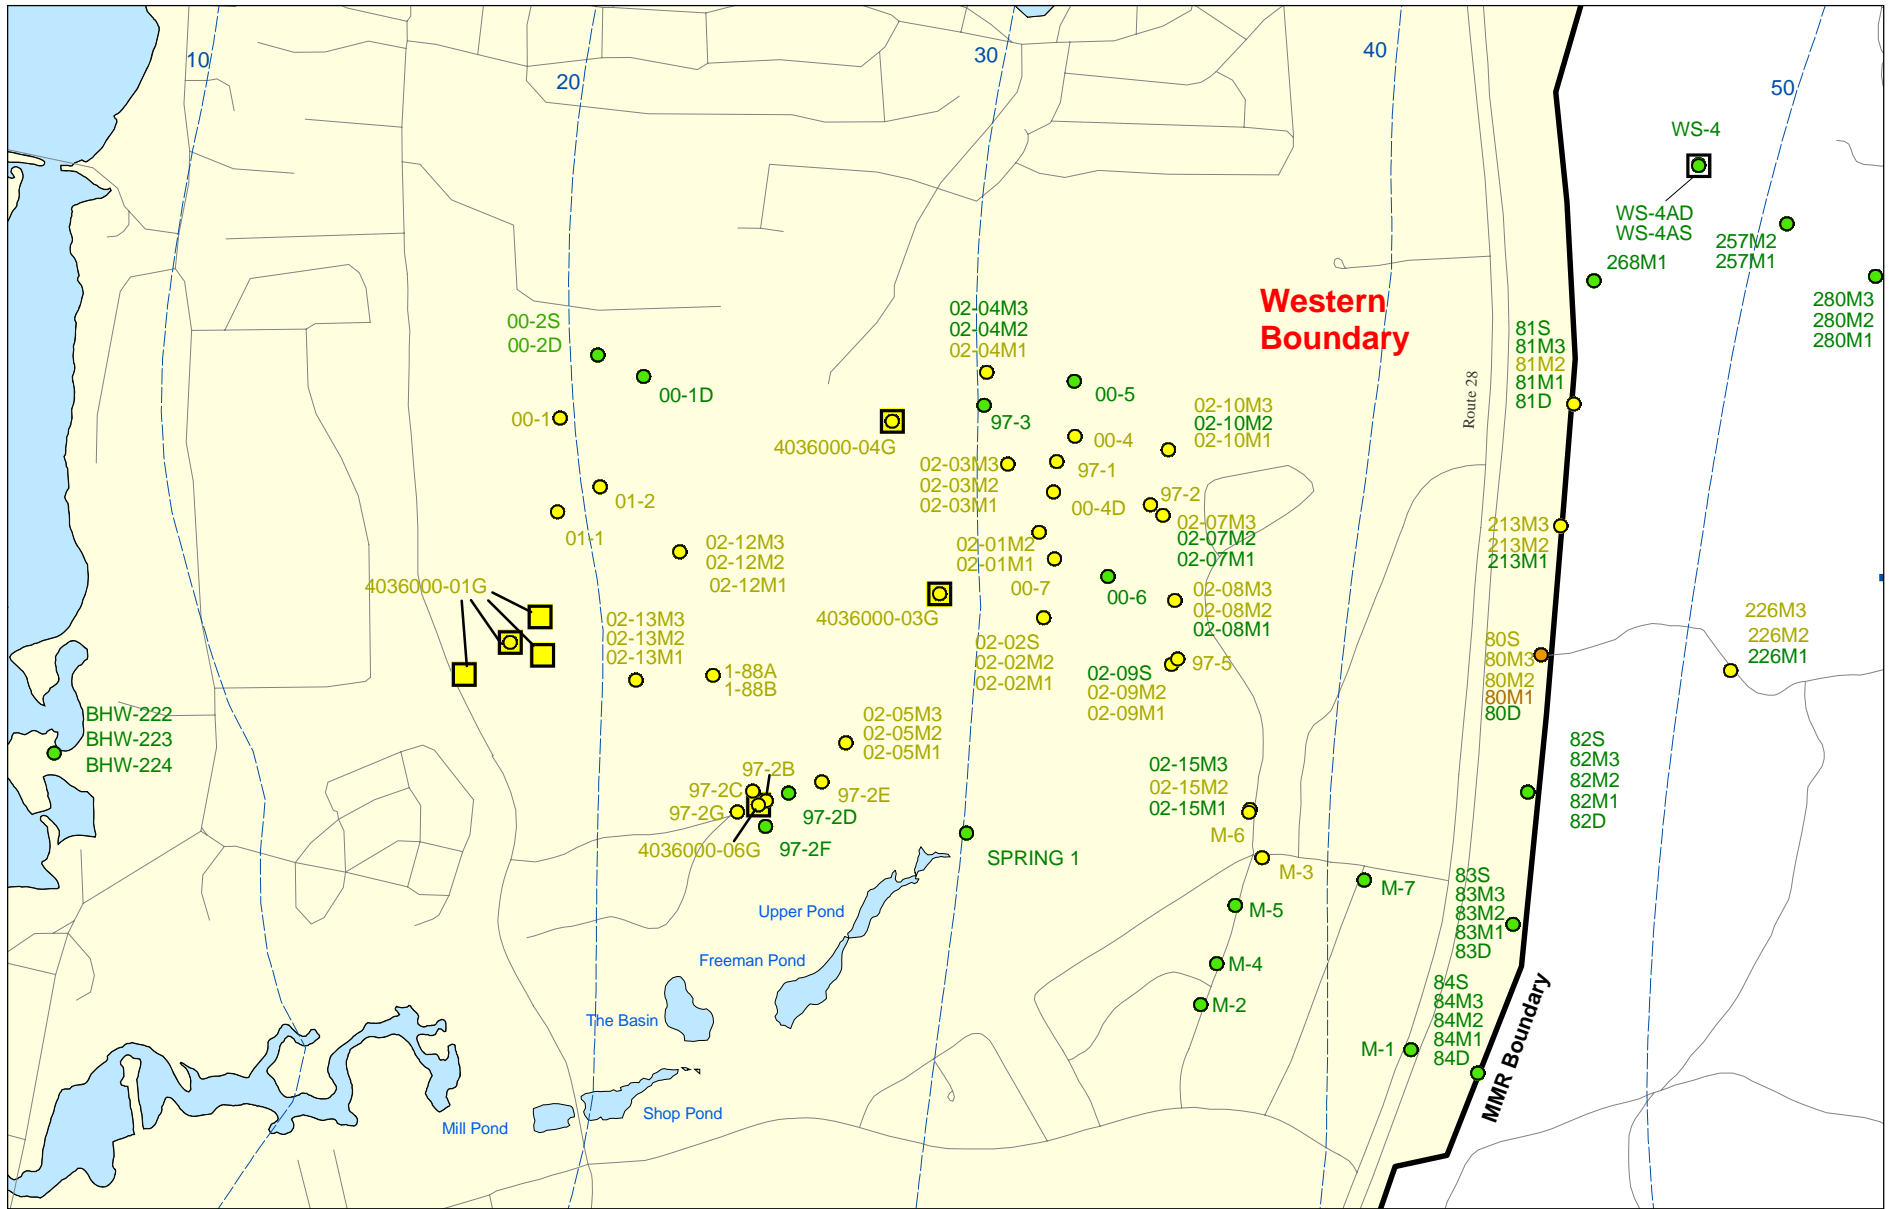 10
20
30
40
50
WS-4
WS-4AD
WS-4AS
257M2
257M1
268M1
280M3
280M2
280M1
Western
Boundary
00-2S
00-2D
00-1D
00-1
02-04M3
02-04M2
02-04M1
97-3
00-5
4036000-04G
00-4
97-1
02-10M3
02-10M2
02-10M1
81S
81M3
81M2
81M1
81D
Route 28
02-03M3
02-03M2
02-03M1
00-4D
97-2
02-07M3
02-07M2
02-07M1
01-2
01-1
02-12M3
02-12M2
02-12M1
02-01M2
02-01M1
00-7
00-6
213M3
213M2
213M1
4036000-01G
4036000-03G
02-08M3
02-08M2
02-08M1
02-13M3
02-13M2
02-13M1
1-88A
1-88B
02-02S
02-02M2
02-02M1
97-5
02-09S
02-09M2
02-09M1
80S
80M3
80M2
80M1
80D
226M3
226M2
226M1
BHW-222
BHW-223
BHW-224
02-05M3
02-05M2
02-05M1
97-2B
97-2C
97-2G
97-2E
97-2D
97-2F
4036000-06G
02-15M3
02-15M2
02-15M1
M-6
82S
82M3
82M2
82M1
82D
SPRING 1
M-3
M-7
M-5
M-4
M-2
M-1
83S
83M3
83M2
83M1
83D
84S
84M3
84M2
84M1
84D
Upper Pond
Freeman Pond
The Basin
Shop Pond
Mill Pond
MMR Boundary